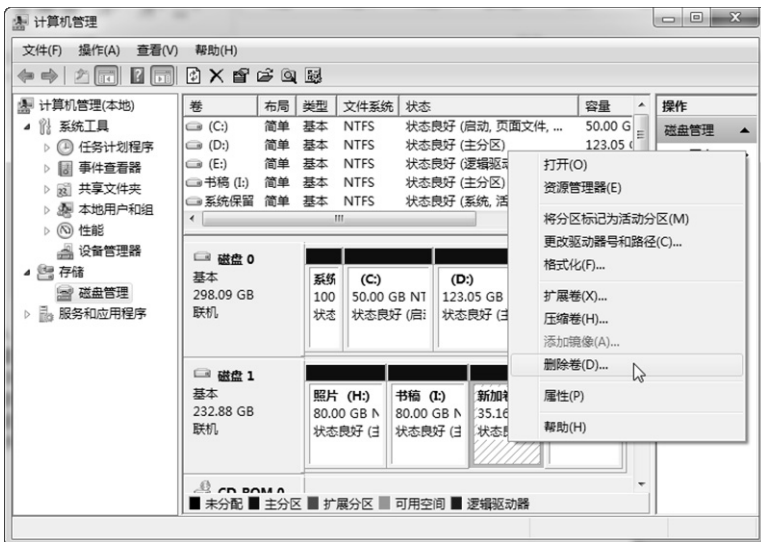 计算机管理
文件(F) 操作(A) 查看(V) 帮助(H)
计算机管理(本地)
系统工具
任务计划程序
事件查看器
共享文件夹
本地用户和组
性能
设备管理器
存储
磁盘管理
服务和应用程序
卷 布局 类型 文件系统 状态 容量
(C:) 简单 基本 NTFS 状态良好 (启动, 页面文件, ... 50.00 G
(D:) 简单 基本 NTFS 状态良好 (主分区) 123.05
(E:) 简单 基本 NTFS 状态良好 (逻辑驱
书稿 (I:) 简单 基本 NTFS 状态良好 (主分区)
系统保留 简单 基本 NTFS 状态良好 (系统, 活
操作
磁盘管理
磁盘 0
基本
298.09 GB
联机
系统
100
状态
(C:)
50.00 GB NT
状态良好 (启
(D:)
123.05 GB
状态良好 (主
磁盘 1
基本
232.88 GB
联机
照片 (H:)
80.00 GB N
状态良好 (主
书稿 (I:)
80.00 GB N
状态良好 (主
新加
35.16
状态
CD-ROM 0
未分配 主分区 扩展分区 可用空间 逻辑驱动器
打开(O)
资源管理器(E)
将分区标记为活动分区(M)
更改驱动器号和路径(C)...
格式化(F)...
扩展卷(X)...
压缩卷(H)...
添加镜像(A)...
删除卷(D)...
属性(P)
帮助(H)